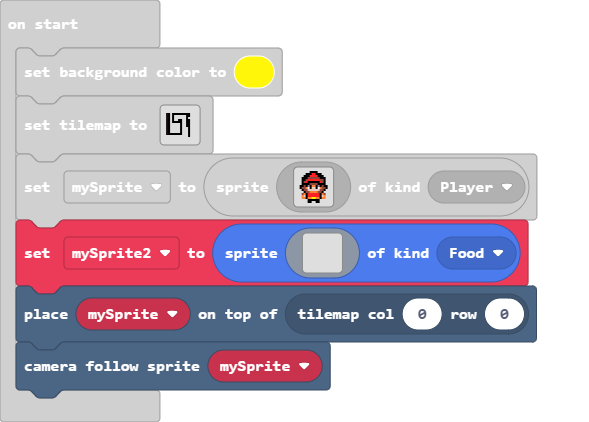 on start
set background color to
set tilemap to
set mySprite to sprite of kind Player
set mySprite2 to sprite of kind Food
place mySprite on top of tilemap col 0 row 0
camera follow sprite mySprite